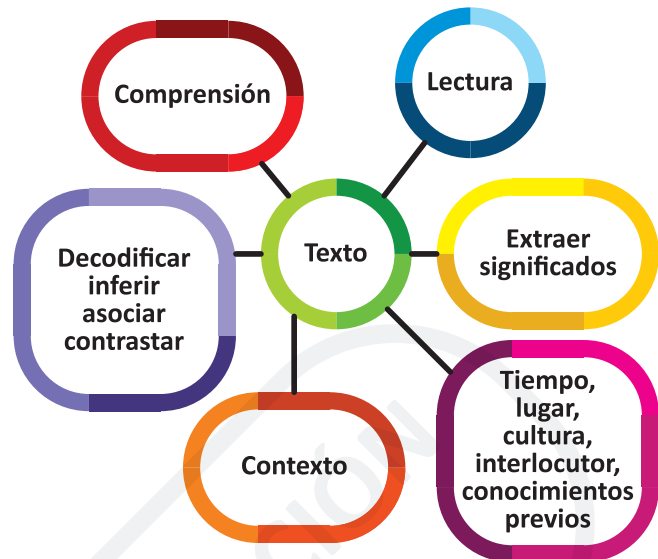 Comprensión
Lectura
Texto
Decodificar
inferir
asociar
contrastar
Extraer
significados
Contexto
Tiempo,
lugar,
cultura,
interlocutor,
conocimientos
previos